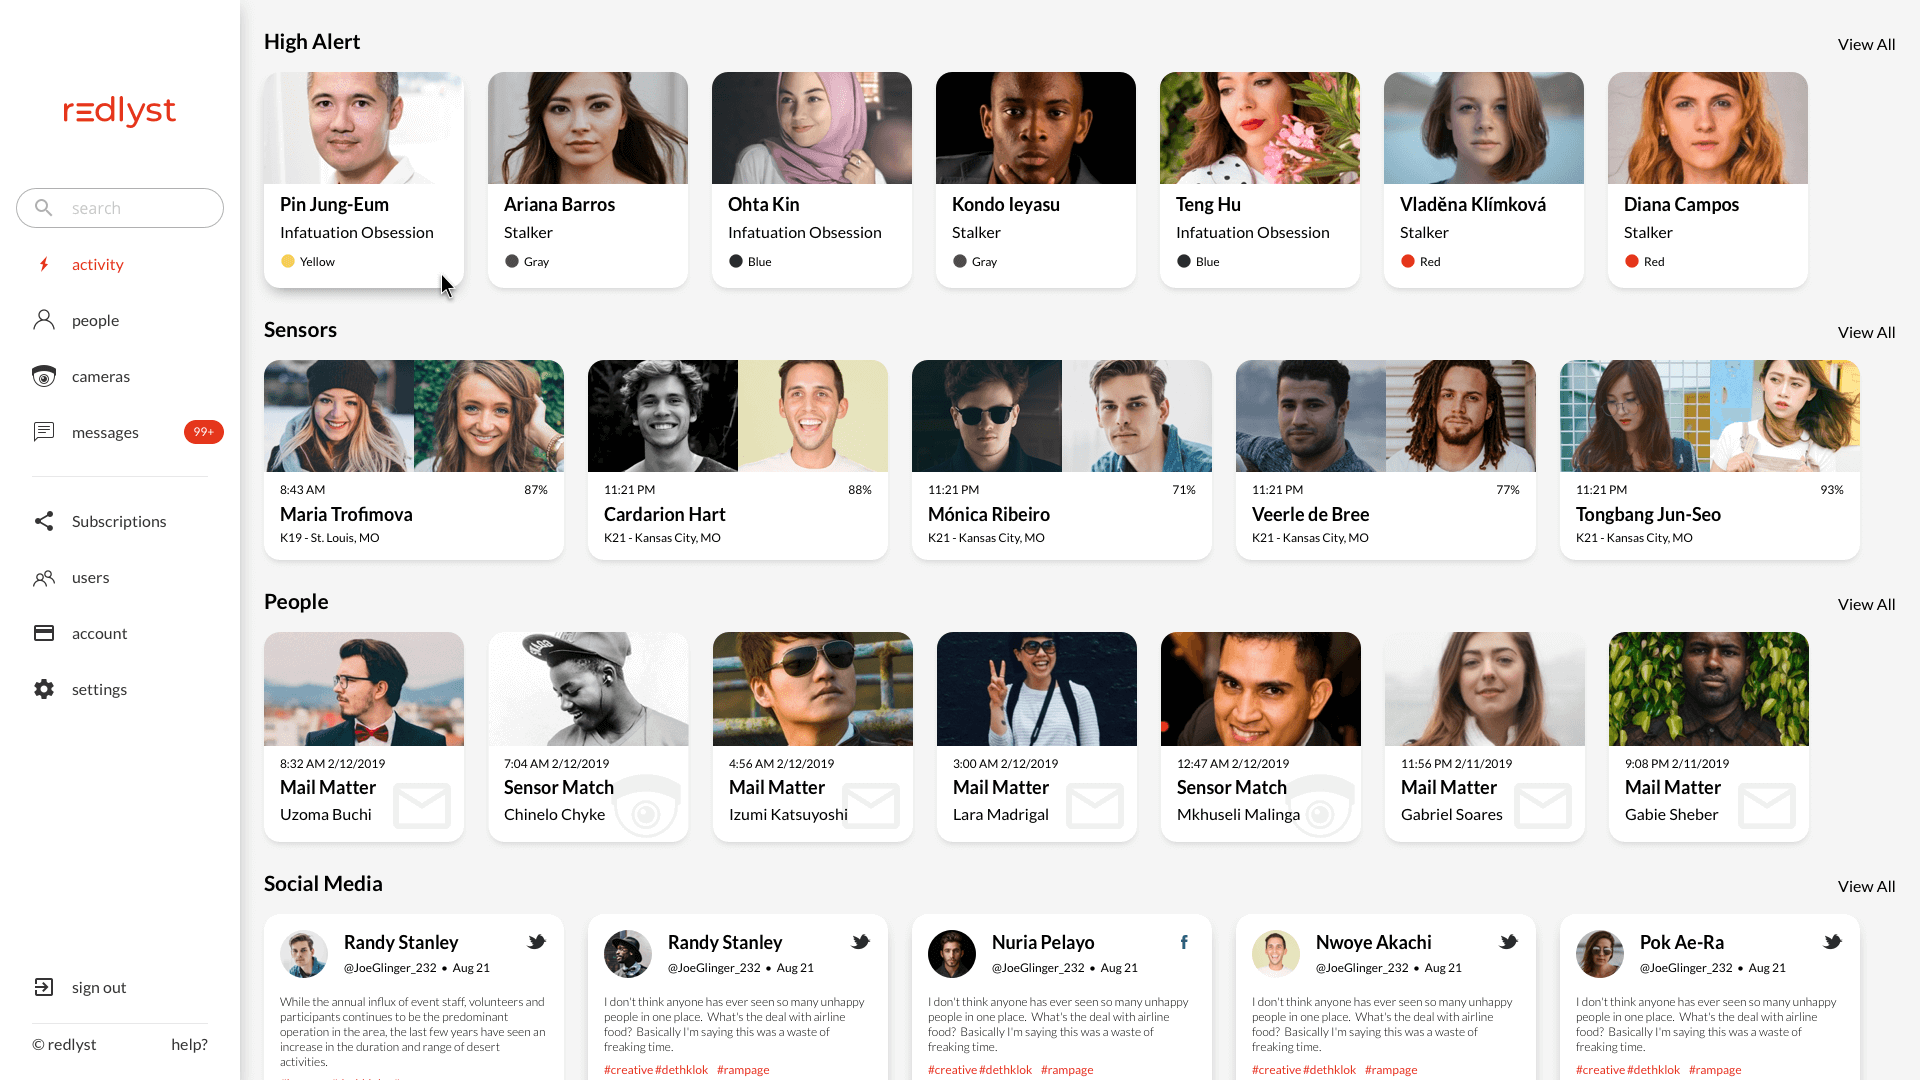 redlyst
search
activity
people
cameras
messages
99+
Subscriptions
users
account
settings
sign out
© redlyst
help?
High Alert
View All
Pin Jung-Eum
Infatuation Obsession
Yellow
Ariana Barros
Stalker
Gray
Ohta Kin
Infatuation Obsession
Blue
Kondo Ieyasu
Stalker
Gray
Teng Hu
Infatuation Obsession
Blue
Vladěna Klímková
Stalker
Red
Diana Campos
Stalker
Red
Sensors
View All
8:43 AM 87%
Maria Trofimova
K19 - St. Louis, MO
11:21 PM 88%
Cardarion Hart
K21 - Kansas City, MO
11:21 PM 71%
Mónica Ribeiro
K21 - Kansas City, MO
11:21 PM 77%
Veerle de Bree
K21 - Kansas City, MO
11:21 PM 93%
Tongbang Jun-Seo
K21 - Kansas City, MO
People
View All
8:32 AM 2/12/2019
Mail Matter
Uzoma Buchi
7:04 AM 2/12/2019
Sensor Match
Chinelo Chyke
4:56 AM 2/12/2019
Mail Matter
Izumi Katsuyoshi
3:00 AM 2/12/2019
Mail Matter
Lara Madrigal
12:47 AM 2/12/2019
Sensor Match
Mkhuseli Malinga
11:56 PM 2/11/2019
Mail Matter
Gabriel Soares
9:08 PM 2/11/2019
Mail Matter
Gabie Sheber
Social Media
View All
Randy Stanley
@JoeGlinger_232 • Aug 21
While the annual influx of event staff, volunteers and
participants continues to be the predominant
operation in the area, the last few years have seen an
increase in the duration and range of desert
activities.
Randy Stanley
@JoeGlinger_232 • Aug 21
I don't think anyone has ever seen so many unhappy
people in one place. What's the deal with airline
food? Basically I'm saying this was a waste of
freaking time.
#creative #dethklok #rampage
Nuria Pelayo
@JoeGlinger_232 • Aug 21
I don't think anyone has ever seen so many unhappy
people in one place. What's the deal with airline
food? Basically I'm saying this was a waste of
freaking time.
#creative #dethklok #rampage
Nwoye Akachi
@JoeGlinger_232 • Aug 21
I don't think anyone has ever seen so many unhappy
people in one place. What's the deal with airline
food? Basically I'm saying this was a waste of
freaking time.
#creative #dethklok #rampage
Pok Ae-Ra
@JoeGlinger_232 • Aug 21
I don't think anyone has ever seen so many unhappy
people in one place. What's the deal with airline
food? Basically I'm saying this was a waste of
freaking time.
#creative #dethklok #rampage